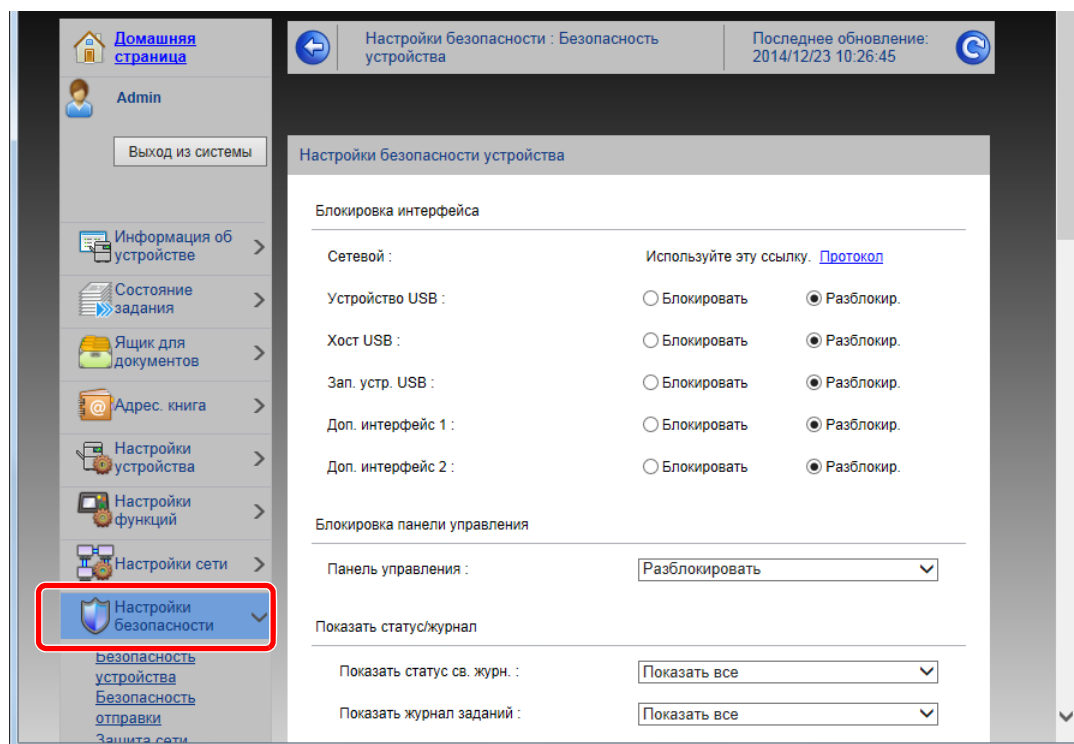 Домашняя
страница
Admin
Выход из системы
Информация об
устройстве
Состояние
задания
Ящик для
документов
Адрес. книга
Настройки
устройства
Настройки
функций
Настройки сети
Настройки
безопасности
Безопасность
устройства
Безопасность
отправки
Защита сети
Настройки безопасности : Безопасность
устройства
Последнее обновление:
2014/12/23 10:26:45
Настройки безопасности устройства
Блокировка интерфейса
Сетевой : Используйте эту ссылку. Протокол
Устройство USB : Блокировать Разблокир.
Хост USB : Блокировать Разблокир.
Зап. устр. USB : Блокировать Разблокир.
Доп. интерфейс 1 : Блокировать Разблокир.
Доп. интерфейс 2 : Блокировать Разблокир.
Блокировка панели управления
Панель управления : Разблокировать
Показать статус/журнал
Показать статус св. журн. : Показать все
Показать журнал заданий : Показать все